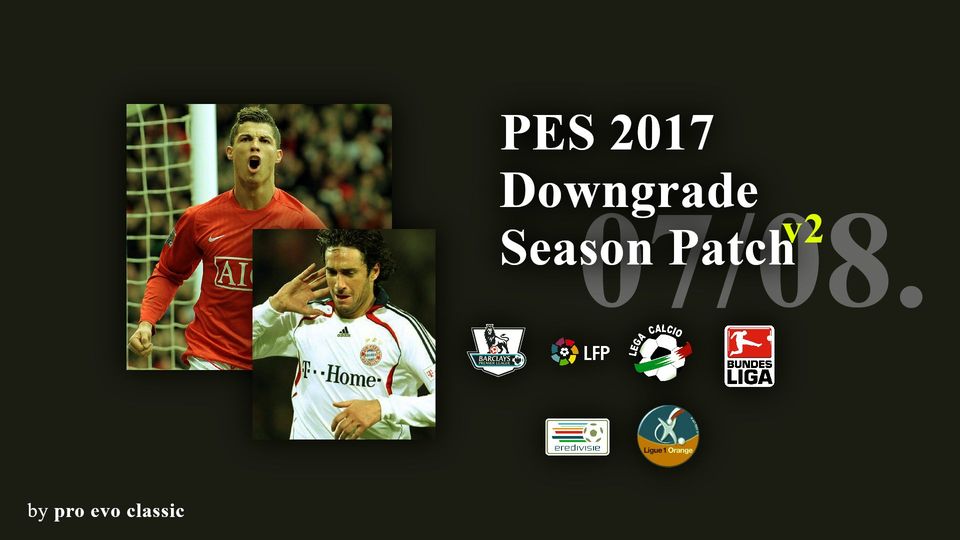 PES 2017
Downgrade
Season Patch v2
07/08.
AIG
T··Home·
adidas
BARCLAYS
PREMIER LEAGUE
LFP
LEGA CALCIO
BUNDES
LIGA
eredivisie
Ligue 1 Orange
by pro evo classic